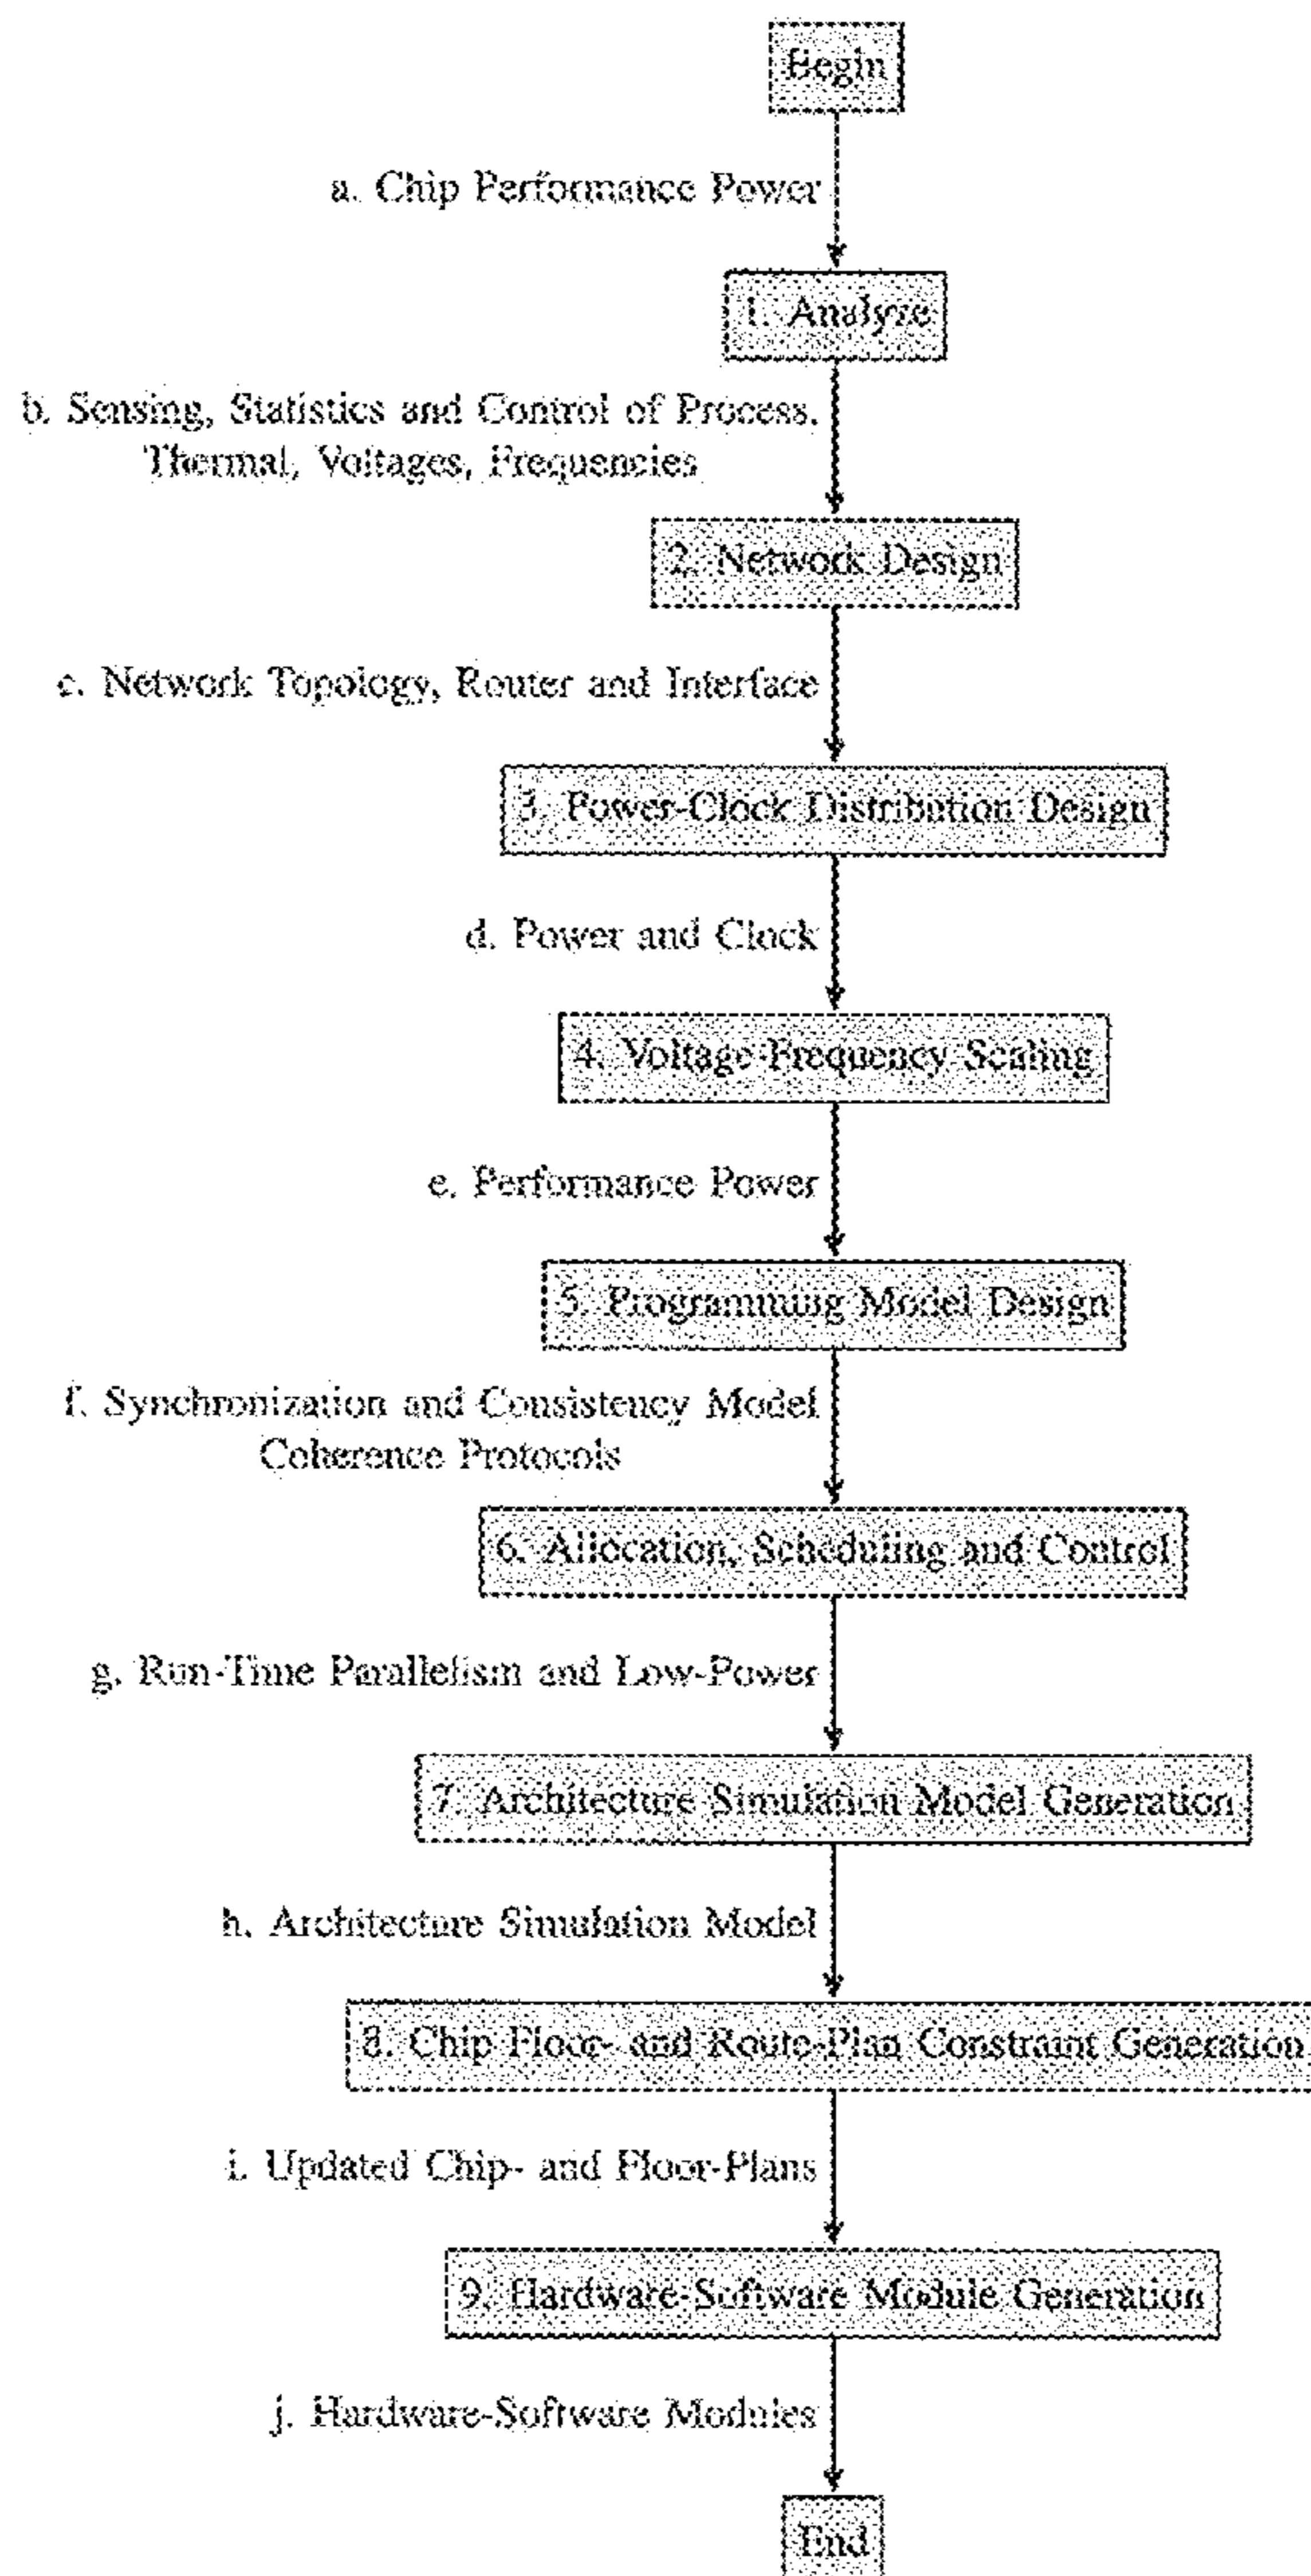 Begin
a. Chip Performance Power
1. Analyze
b. Sensing, Statistics and Control of Process,
Thermal, Voltages, Frequencies
2. Network Design
c. Network Topology, Router and Interface
3. Power-Clock Distribution Design
d. Power and Clock
4. Voltage-Frequency Scaling
e. Performance Power
5. Programming Model Design
f. Synchronization and Consistency Model
Coherence Protocols
6. Allocation, Scheduling and Control
g. Run-Time Parallelism and Low-Power
7. Architecture Simulation Model Generation
h. Architecture Simulation Model
8. Chip Floor- and Route-Plan Constraint Generation
i. Updated Chip- and Floor-Plans
9. Hardware-Software Module Generation
j. Hardware-Software Modules
End